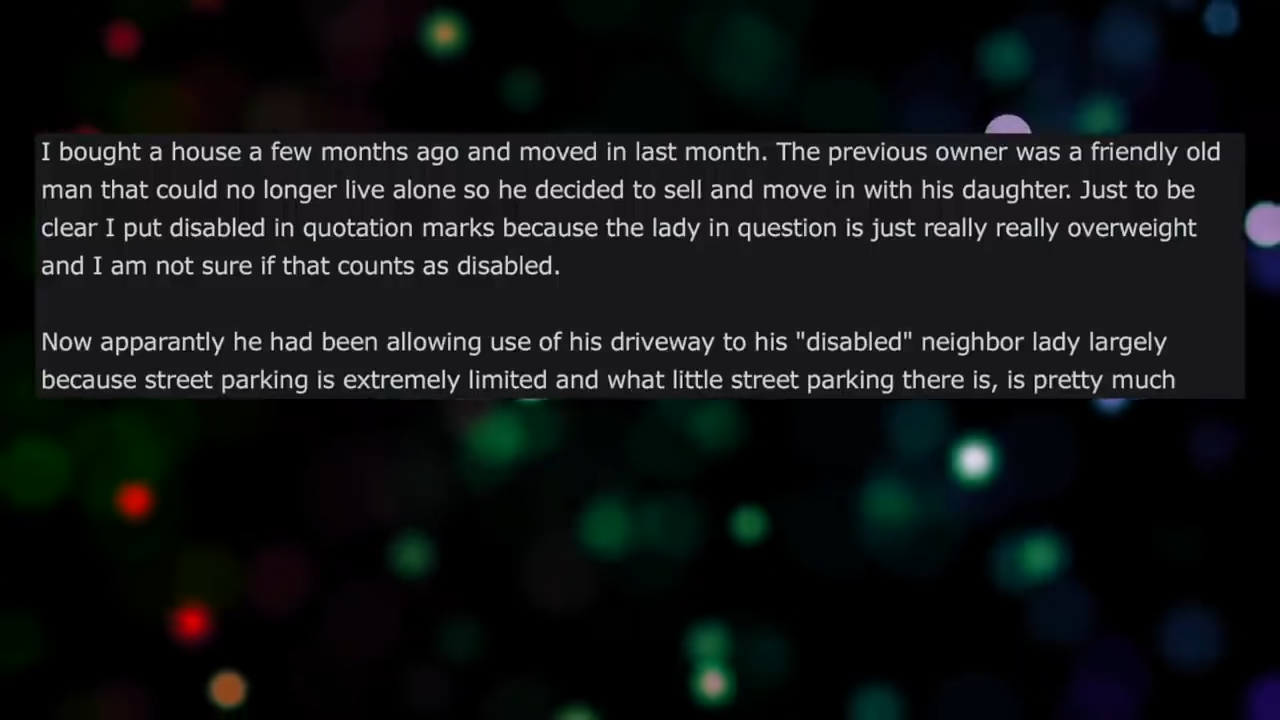 I bought a house a few months ago and moved in last month. The previous owner was a friendly old
man that could no longer live alone so he decided to sell and move in with his daughter. Just to be
clear I put disabled in quotation marks because the lady in question is just really really overweight
and I am not sure if that counts as disabled.
Now apparantly he had been allowing use of his driveway to his "disabled" neighbor lady largely
because street parking is extremely limited and what little street parking there is, is pretty much